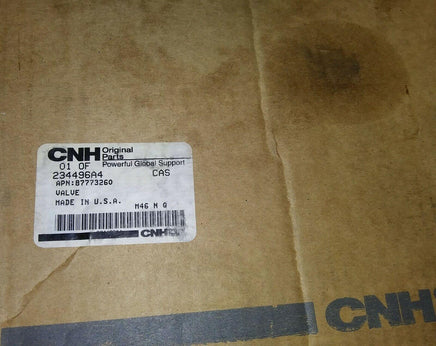 CNH Original Parts
Powerful Global Support
01 OF
234496A4 CAS
APN:87773260
VALVE
MADE IN U.S.A. M46 N Q
CNH
CNH